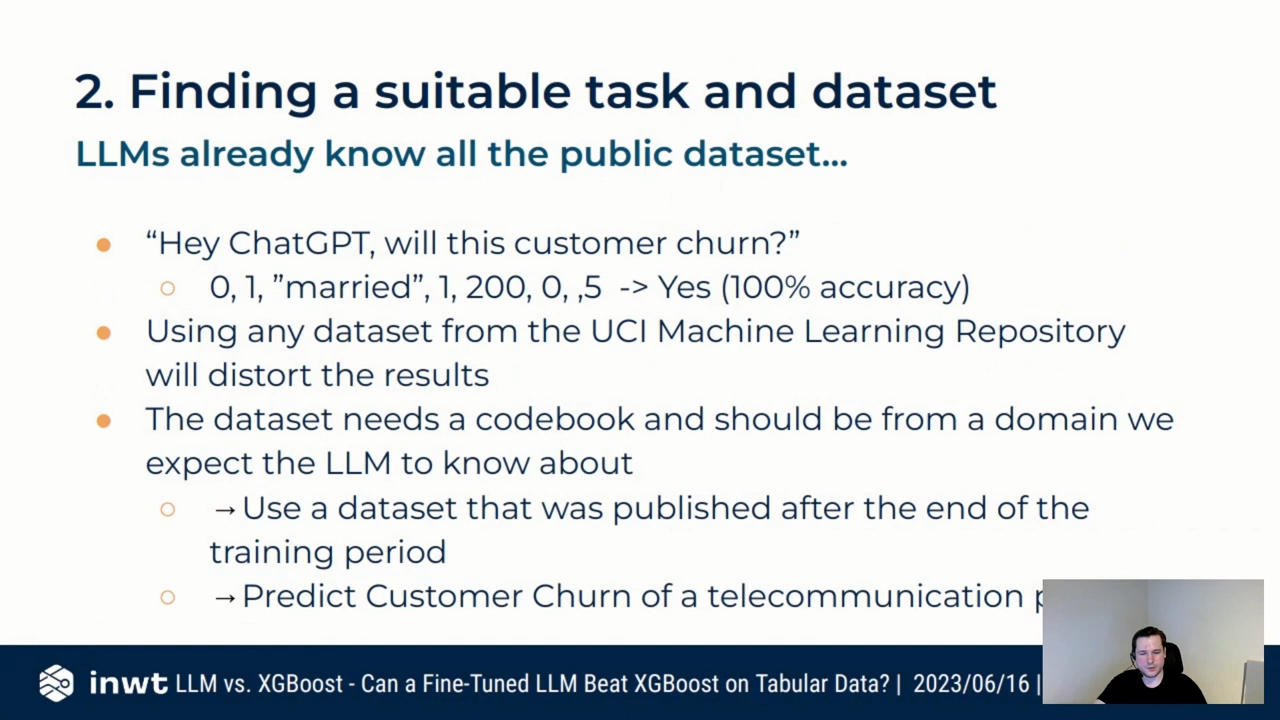 2. Finding a suitable task and dataset
LLMs already know all the public dataset...
“Hey ChatGPT, will this customer churn?”
0, 1, ”married”, 1, 200, 0, ,5 -> Yes (100% accuracy)
Using any dataset from the UCI Machine Learning Repository
will distort the results
The dataset needs a codebook and should be from a domain we
expect the LLM to know about
→Use a dataset that was published after the end of the
training period
→Predict Customer Churn of a telecommunication
inwt LLM vs. XGBoost - Can a Fine-Tuned LLM Beat XGBoost on Tabular Data? | 2023/06/16 |